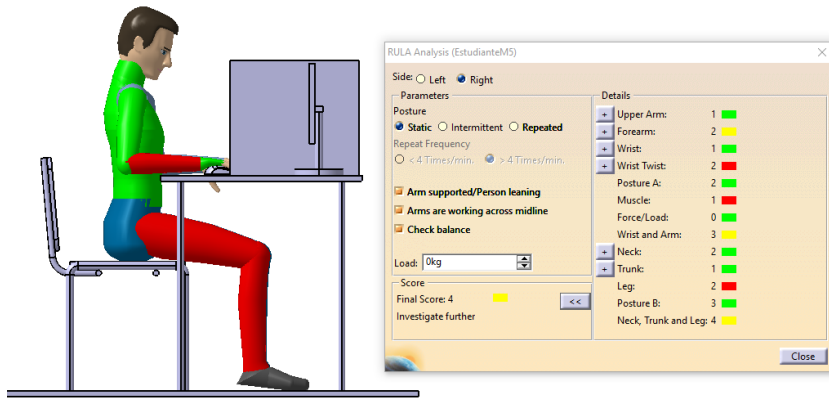 RULA Analysis (EstudianteM5)
Side: Left Right
Parameters
Posture
Static Intermittent Repeated
Repeat Frequency
< 4 Times/min. > 4 Times/min.
Arm supported/Person leaning
Arms are working across midline
Check balance
Load: 0kg
Score
Final Score: 4
<<
Investigate further
Details
+ Upper Arm: 1
+ Forearm: 2
+ Wrist: 1
+ Wrist Twist: 2
Posture A: 2
Muscle: 1
Force/Load: 0
Wrist and Arm: 3
+ Neck: 2
+ Trunk: 1
Leg: 2
Posture B: 3
Neck, Trunk and Leg: 4
Close